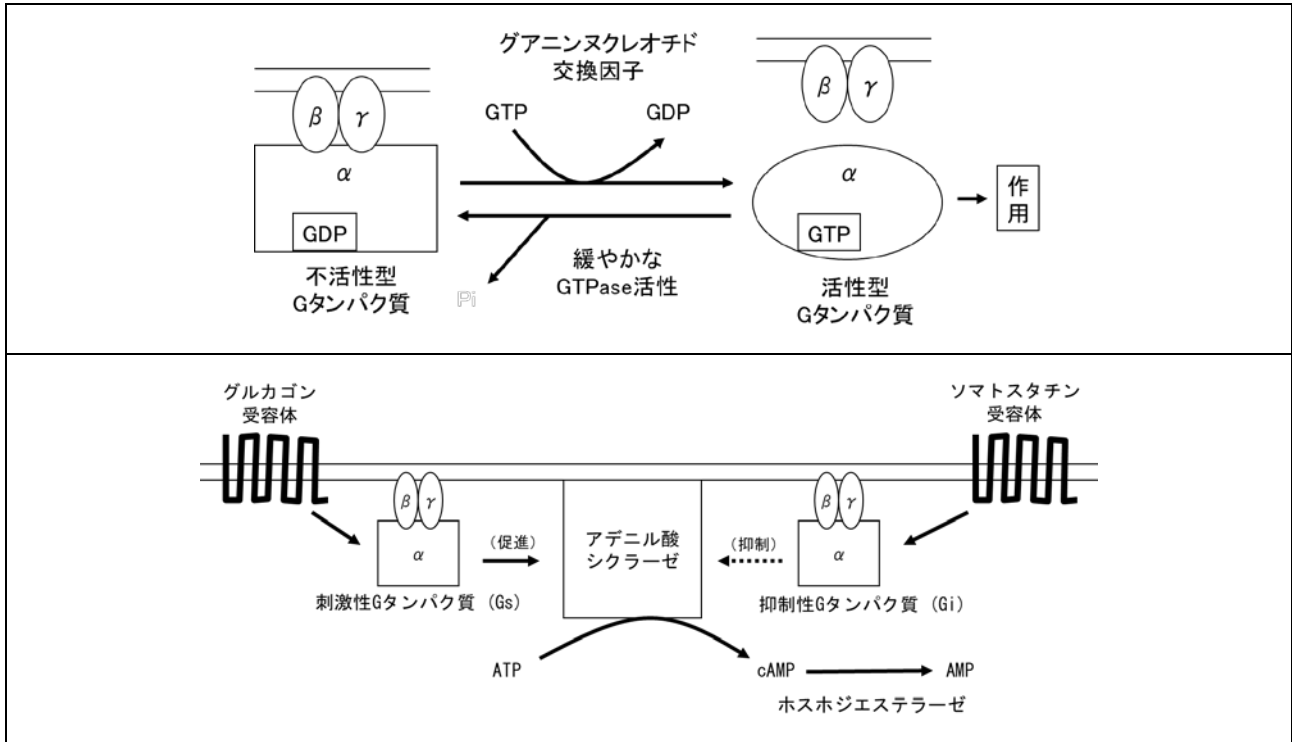 グアニンヌクレオチド
交換因子
GTP
GDP
β
γ
α
GDP
不活性型
Gタンパク質
Pi
緩やかな
GTPase活性
β
γ
α
GTP
活性型
Gタンパク質
作
用
グルカゴン
受容体
ソマトスタチン
受容体
β
γ
α
(促進)
アデニル酸
シクラーゼ
(抑制)
β
γ
α
刺激性Gタンパク質 (Gs)
抑制性Gタンパク質 (Gi)
ATP
cAMP
AMP
ホスホジエステラーゼ